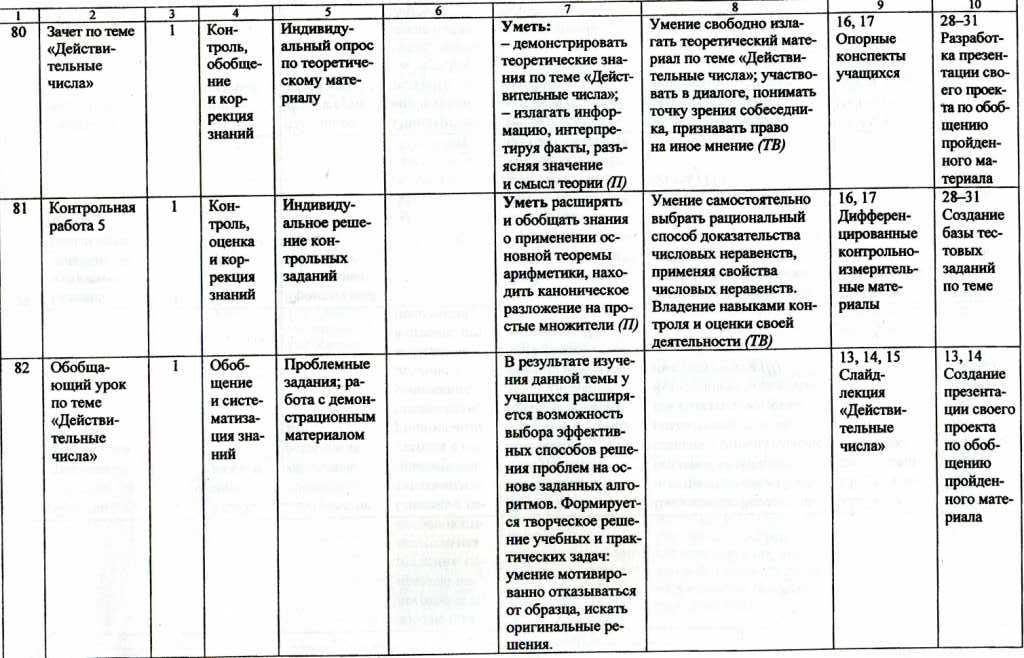 1 2 3 4 5 6 7 8 9 10
80
Зачет по теме
«Действи-
тельные
числа»
1
Кон-
троль,
обобще-
ние
и кор-
рекция
знаний
Индивиду-
альный опрос
по теоретиче-
скому мате-
риалу
Уметь:
– демонстрировать
теоретические зна-
ния по теме «Дейст-
вительные числа»;
– излагать инфор-
мацию, интерпре-
тируя факты, разъ-
ясняя значение
и смысл теории (П)
Умение свободно изла-
гать теоретический мате-
риал по теме «Действи-
тельные числа»; участво-
вать в диалоге, понимать
точку зрения собеседни-
ка, признавать право
на иное мнение (ТВ)
16, 17
Опорные
конспекты
учащихся
28–31
Разработ-
ка презен-
тации сво-
его проек-
та по обоб-
щению
пройден-
ного ма-
териала
81
Контрольная
работа 5
1
Кон-
троль,
оценка
и кор-
рекция
знаний
Индивиду-
альное реше-
ние кон-
трольных
заданий
Уметь расширять
и обобщать знания
о применении ос-
новной теоремы
арифметики, нахо-
дить каноническое
разложение на про-
стые множители (П)
Умение самостоятельно
выбрать рациональный
способ доказательства
числовых неравенств,
применяя свойства
числовых неравенств.
Владение навыками кон-
троля и оценки своей
деятельности (ТВ)
16, 17
Дифферен-
цированные
контрольно-
измеритель-
ные мате-
риалы
28–31
Создание
базы тес-
товых
заданий
по теме
82
Обобща-
ющий урок
по теме
«Действи-
тельные
числа»
1
Обоб-
щение
и систе-
матиза-
ция зна-
ний
Проблемные
задания; ра-
бота с демон-
страционным
материалом
В результате изуче-
ния данной темы у
учащихся расширя-
ется возможность
выбора эффектив-
ных способов реше-
ния проблем на ос-
нове заданных алго-
ритмов. Формирует-
ся творческое реше-
ние учебных и прак-
тических задач:
умение мотивиро-
ванно отказываться
от образца, искать
оригинальные ре-
шения.
13, 14, 15
Слайд-
лекция
«Действи-
тельные
числа»
13, 14
Создание
презента-
ции своего
проекта
по обоб-
щению
пройден-
ного мате-
риала